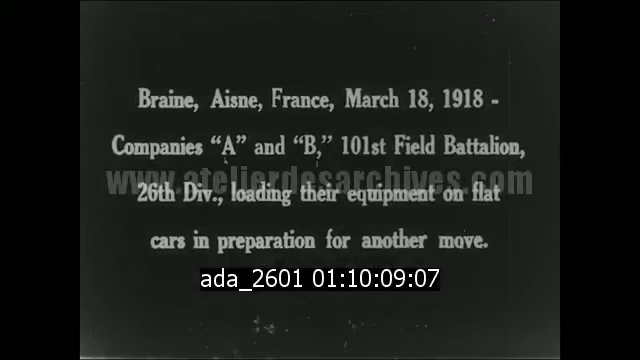 Braine, Aisne, France, March 18, 1918 -
Companies "A" and "B," 101st Field Battalion,
www.atelierdesarchives.com
26th Div., loading their equipment on flat
cars in preparation for another move.
ada_2601 01:10:09:07